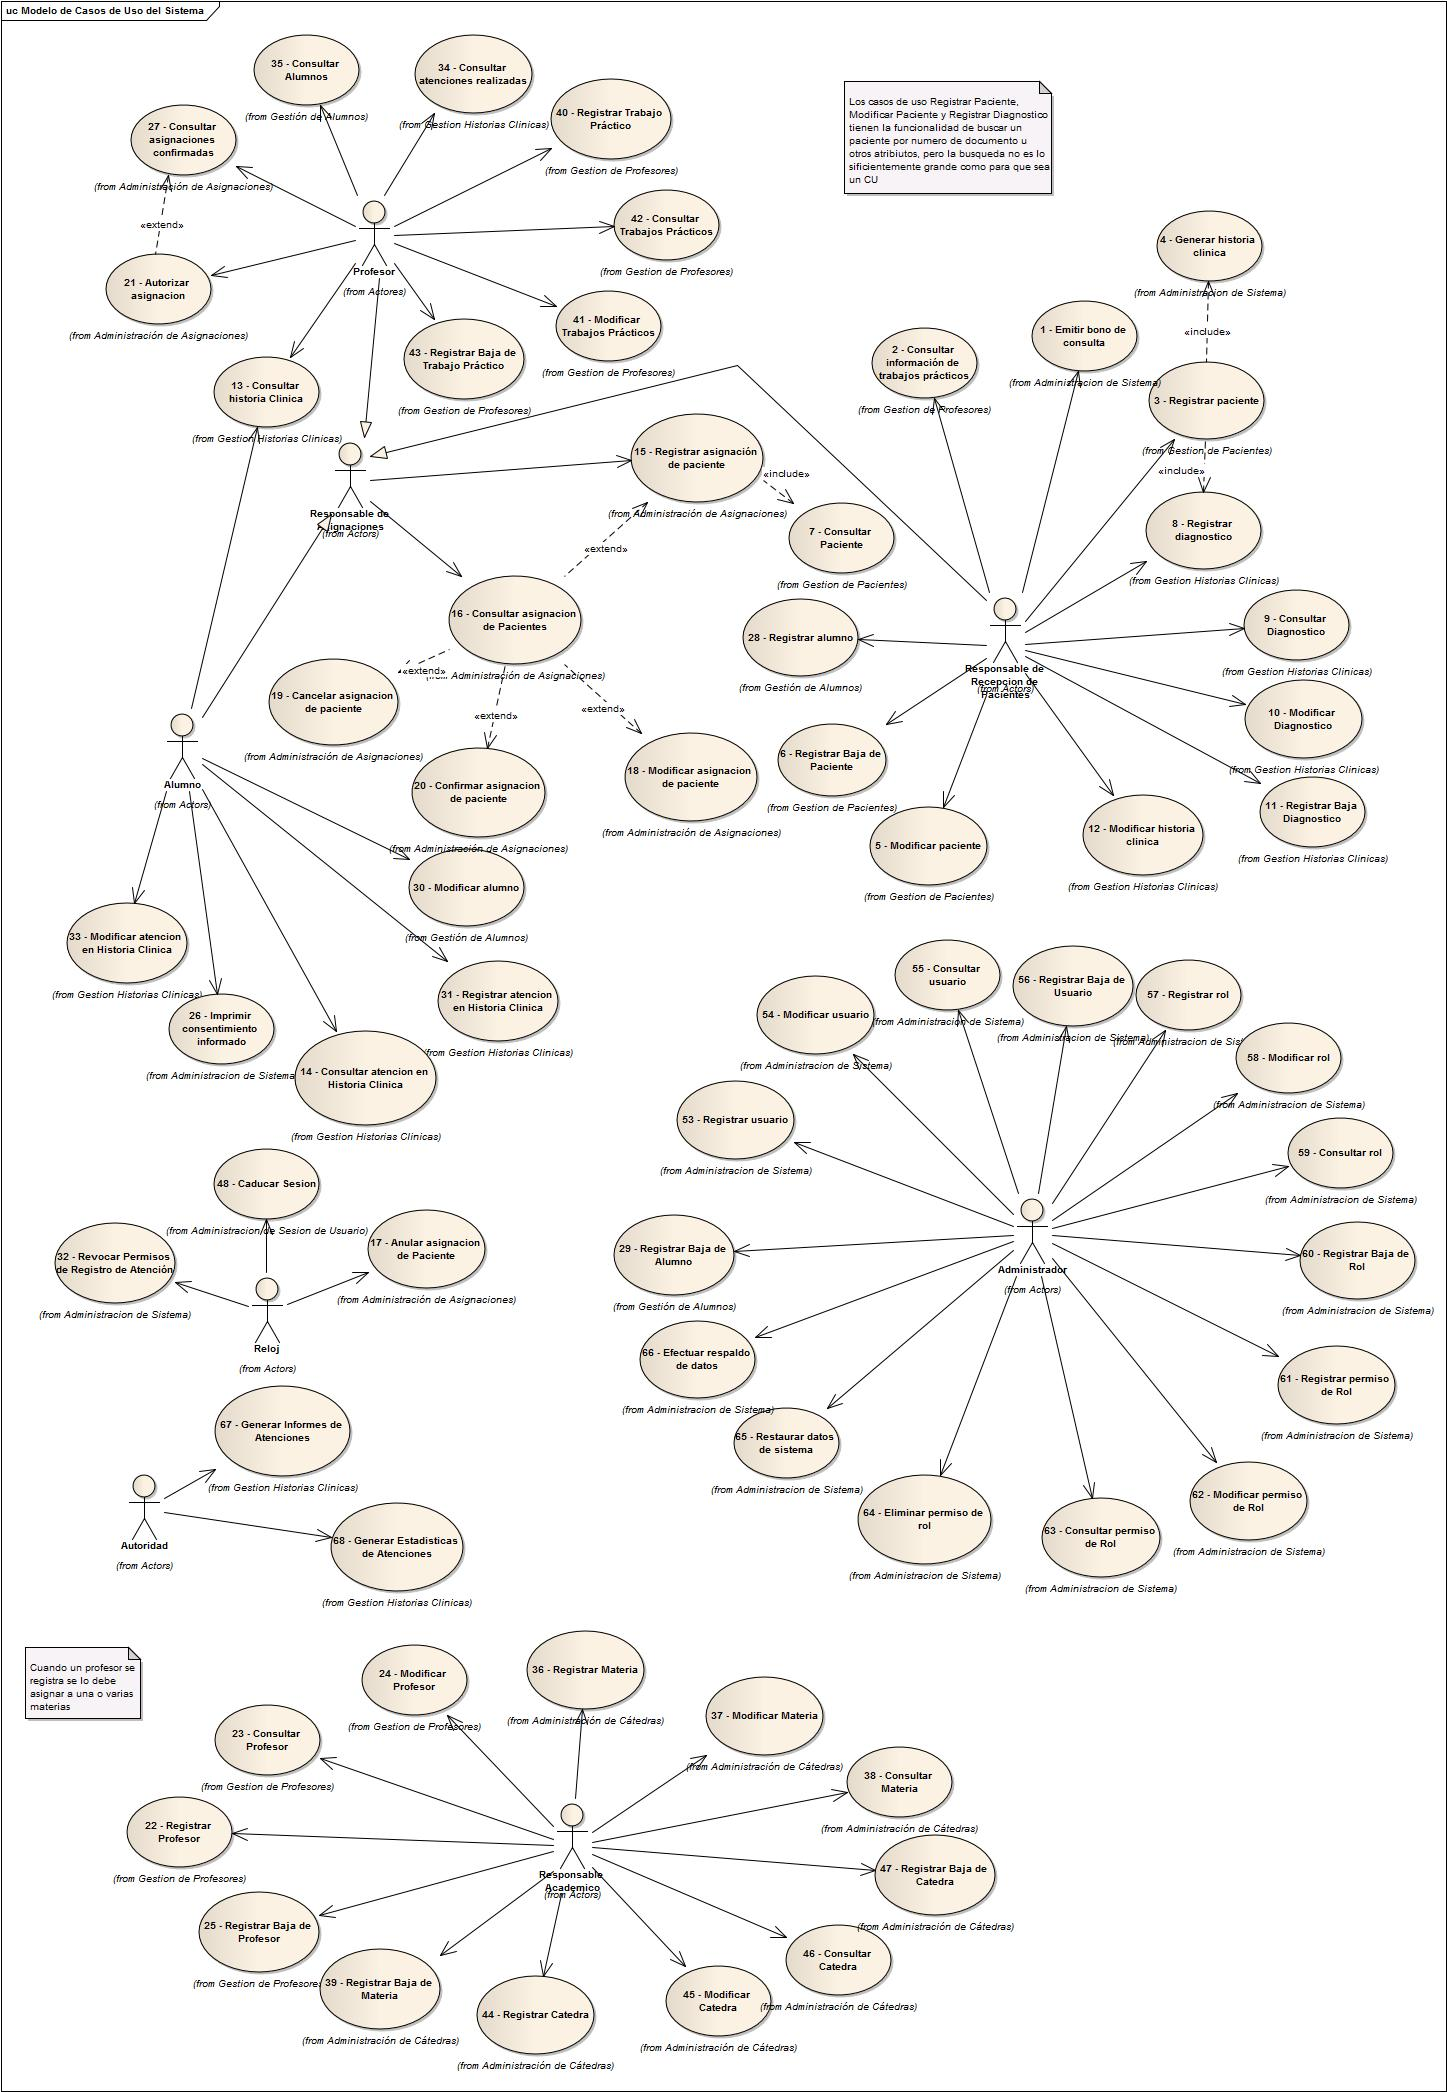 uc Modelo de Casos de Uso del Sistema
35 - Consultar
Alumnos
(from Gestión de Alumnos)
34 - Consultar
atenciones realizadas
(from Gestion Historias Clinicas)
40 - Registrar Trabajo
Práctico
(from Gestion de Profesores)
27 - Consultar
asignaciones
confirmadas
(from Administración de Asignaciones)
«extend»
21 - Autorizar
asignacion
(from Administración de Asignaciones)
Profesor
(from Actores)
42 - Consultar
Trabajos Prácticos
(from Gestion de Profesores)
41 - Modificar
Trabajos Prácticos
(from Gestion de Profesores)
43 - Registrar Baja de
Trabajo Práctico
(from Gestion de Profesores)
13 - Consultar
historia Clinica
(from Gestion Historias Clinicas)
Los casos de uso Registrar Paciente,
Modificar Paciente y Registrar Diagnostico
tienen la funcionalidad de buscar un
paciente por numero de documento u
otros atribiutos, pero la busqueda no es lo
sificientemente grande como para que sea
un CU
4 - Generar historia
clinica
(from Administracion de Sistema)
«include»
1 - Emitir bono de
consulta
(from Administracion de Sistema)
2 - Consultar
información de
trabajos prácticos
(from Gestion de Profesores)
3 - Registrar paciente
(from Gestion de Pacientes)
«include»
8 - Registrar
diagnostico
(from Gestion Historias Clinicas)
Responsable de
Asignaciones
(from Actors)
15 - Registrar asignación
de paciente
(from Administración de Asignaciones)
«include»
7 - Consultar
Paciente
(from Gestion de Pacientes)
«extend»
16 - Consultar asignacion
de Pacientes
(from Administración de Asignaciones)
«extend»
«extend»
«extend»
19 - Cancelar asignacion
de paciente
(from Administración de Asignaciones)
20 - Confirmar asignacion
de paciente
(from Administración de Asignaciones)
18 - Modificar asignacion
de paciente
(from Administración de Asignaciones)
28 - Registrar alumno
(from Gestión de Alumnos)
Responsable de
Recepcion de
Pacientes
(from Actors)
9 - Consultar
Diagnostico
(from Gestion Historias Clinicas)
10 - Modificar
Diagnostico
(from Gestion Historias Clinicas)
11 - Registrar Baja
Diagnostico
(from Gestion Historias Clinicas)
6 - Registrar Baja de
Paciente
(from Gestion de Pacientes)
5 - Modificar paciente
(from Gestion de Pacientes)
12 - Modificar historia
clinica
(from Gestion Historias Clinicas)
Alumno
(from Actors)
30 - Modificar alumno
(from Gestión de Alumnos)
33 - Modificar atencion
en Historia Clinica
(from Gestion Historias Clinicas)
31 - Registrar atencion
en Historia Clinica
(from Gestion Historias Clinicas)
26 - Imprimir
consentimiento
informado
(from Administracion de Sistema
14 - Consultar atencion en
Historia Clinica
(from Gestion Historias Clinicas)
55 - Consultar
usuario
(from Administracion de Sistema)
56 - Registrar Baja de
Usuario
(from Administracion de Sistema)
57 - Registrar rol
(from Administracion de Sist
54 - Modificar usuario
(from Administracion de Sistema)
58 - Modificar rol
(from Administracion de Sistema)
53 - Registrar usuario
(from Administracion de Sistema)
59 - Consultar rol
(from Administracion de Sistema)
Administrador
(from Actors)
29 - Registrar Baja de
Alumno
(from Gestión de Alumnos)
60 - Registrar Baja de
Rol
(from Administracion de Sistema)
66 - Efectuar respaldo
de datos
(from Administracion de Sistema)
61 - Registrar permiso
de Rol
(from Administracion de Sistema)
65 - Restaurar datos
de sistema
(from Administracion de Sistema)
62 - Modificar permiso
de Rol
(from Administracion de Sistema)
64 - Eliminar permiso de
rol
(from Administracion de Sistema)
63 - Consultar permiso
de Rol
(from Administracion de Sistema)
48 - Caducar Sesion
(from Administracion de Sesion de Usuario)
32 - Revocar Permisos
de Registro de Atención
(from Administracion de Sistema)
17 - Anular asignacion
de Paciente
(from Administración de Asignaciones)
Reloj
(from Actors)
67 - Generar Informes de
Atenciones
(from Gestion Historias Clinicas)
Autoridad
(from Actors)
68 - Generar Estadisticas
de Atenciones
(from Gestion Historias Clinicas)
Cuando un profesor se
registra se lo debe
asignar a una o varias
materias
24 - Modificar
Profesor
(from Gestion de Profesores)
36 - Registrar Materia
(from Administración de Cátedras)
37 - Modificar Materia
(from Administración de Cátedras)
23 - Consultar
Profesor
(from Gestion de Profesores)
38 - Consultar
Materia
(from Administración de Cátedras)
22 - Registrar
Profesor
(from Gestion de Profesores)
Responsable
Academico
(from Actors)
47 - Registrar Baja de
Catedra
(from Administración de Cátedras)
25 - Registrar Baja de
Profesor
(from Gestion de Profesores
46 - Consultar
Catedra
(from Administración de Cátedras)
39 - Registrar Baja de
Materia
(from Administración de Cátedras)
44 - Registrar Catedra
(from Administración de Cátedras)
45 - Modificar
Catedra
(from Administración de Cátedras)